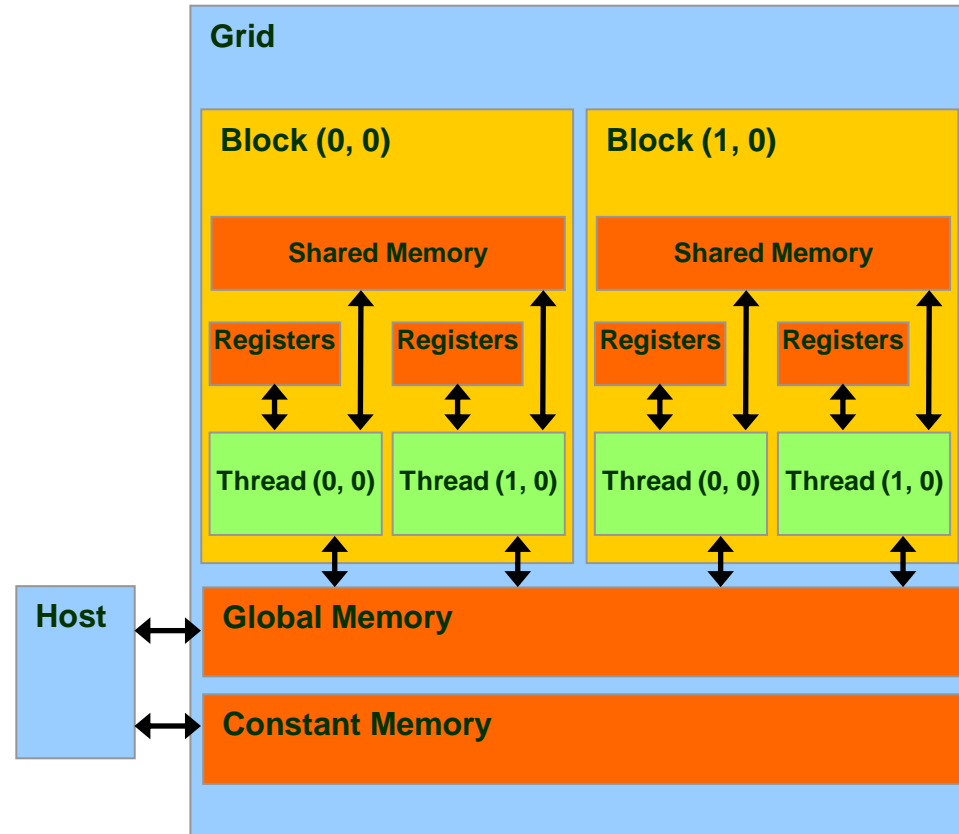 Grid
Block (0, 0)
Block (1, 0)
Shared Memory
Shared Memory
Registers
Registers
Registers
Registers
Thread (0, 0)
Thread (1, 0)
Thread (0, 0)
Thread (1, 0)
Host
Global Memory
Constant Memory